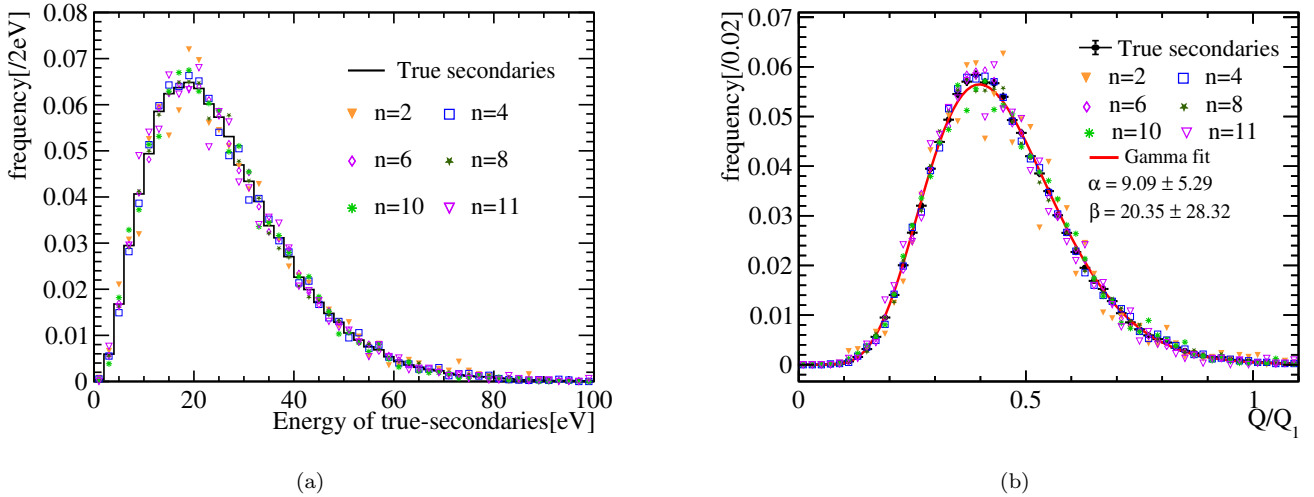 frequency[/2eV]
0.08
0.07
0.06
0.05
0.04
0.03
0.02
0.01
0
True secondaries
n=2 n=4
n=6 n=8
n=10 n=11
0 20 40 60 80 100
Energy of true-secondaries[eV]
(a)
frequency[/0.02]
0.07
0.06
0.05
0.04
0.03
0.02
0.01
0
True secondaries
n=2 n=4
n=6 n=8
n=10 n=11
Gamma fit
α = 9.09 ± 5.29
β = 20.35 ± 28.32
0 0.5 1
Q/Q1
(b)